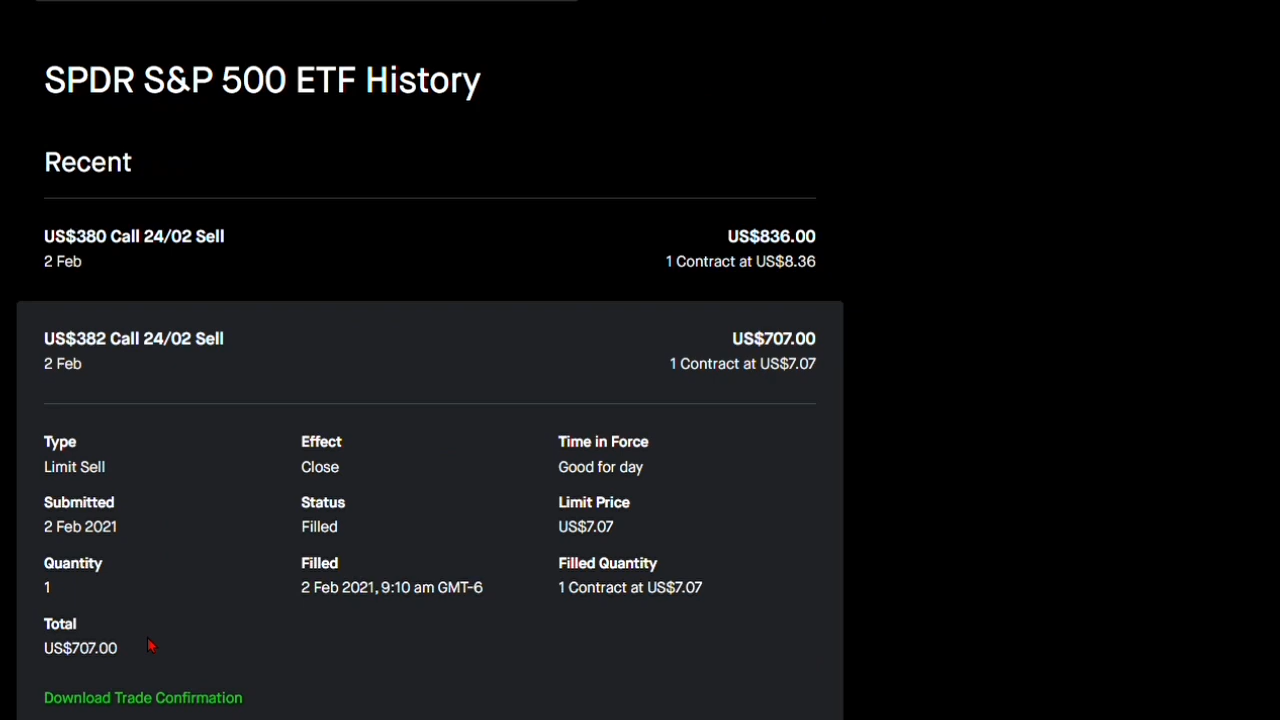 SPDR S&P 500 ETF History
Recent
US$380 Call 24/02 Sell US$836.00
2 Feb 1 Contract at US$8.36
US$382 Call 24/02 Sell US$707.00
2 Feb 1 Contract at US$7.07
Type Effect Time in Force
Limit Sell Close Good for day
Submitted Status Limit Price
2 Feb 2021 Filled US$7.07
Quantity Filled Filled Quantity
1 2 Feb 2021, 9:10 am GMT-6 1 Contract at US$7.07
Total
US$707.00
Download Trade Confirmation